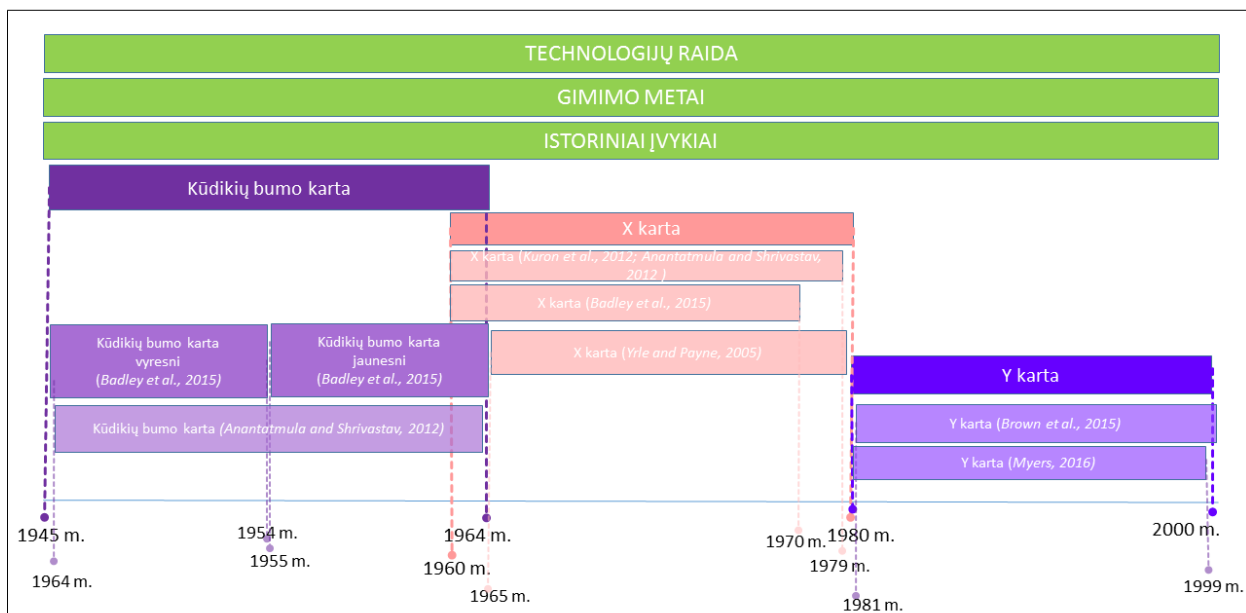 TECHNOLOGIJŲ RAIDA
GIMIMO METAI
ISTORINIAI ĮVYKIAI
Kūdikių bumo karta
X karta
X karta (Kuron et al., 2012; Anantatmula and Shrivastav,
2012 )
X karta (Badley et al., 2015)
Kūdikių bumo karta
vyresni
(Badley et al., 2015)
Kūdikių bumo karta
jaunesni
(Badley et al., 2015)
X karta (Yrle and Payne, 2005)
Y karta
Kūdikių bumo karta (Anantatmula and Shrivastav, 2012)
Y karta (Brown et al., 2015)
Y karta (Myers, 2016)
1945 m.
1954 m.
1964 m.
1980 m.
2000 m.
1970 m.
1955 m.
1960 m.
1979 m.
1964 m.
1965 m.
1999 m.
1981 m.